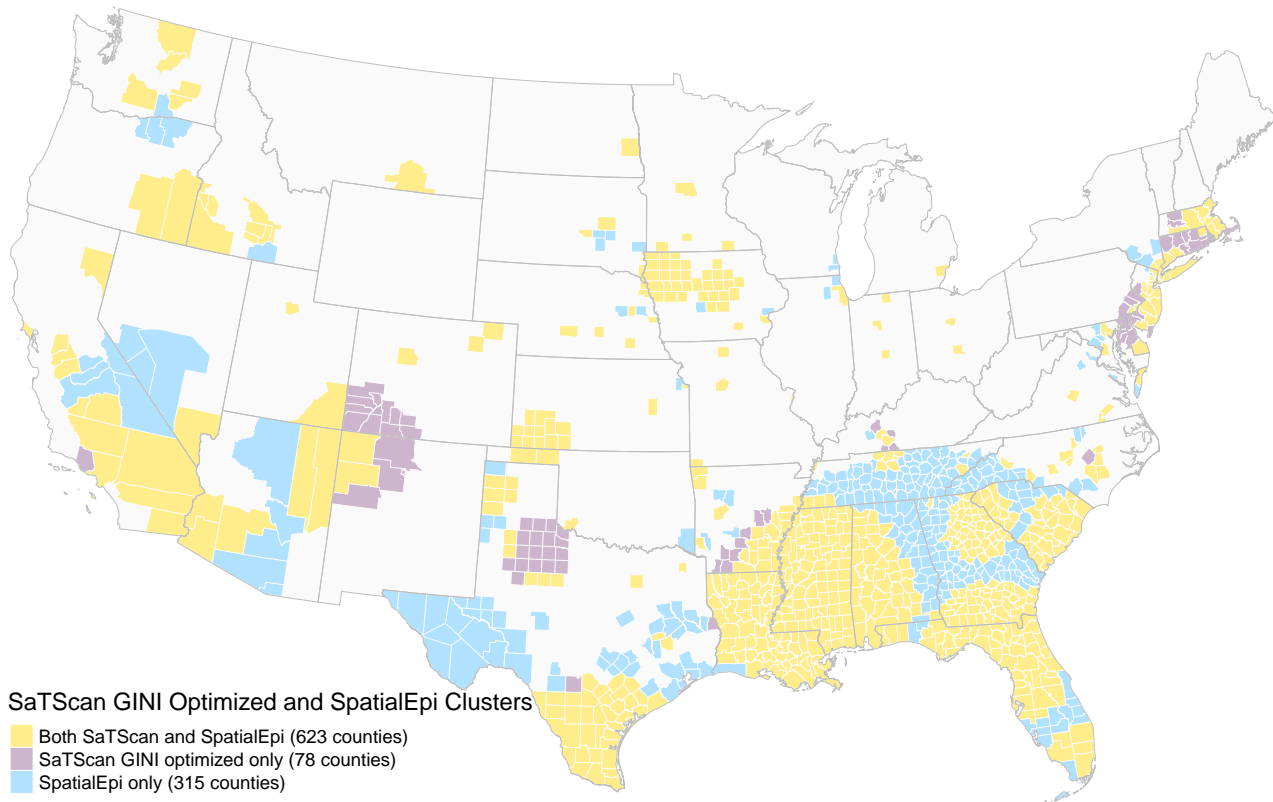 SaTScan GINI Optimized and SpatialEpi Clusters
Both SaTScan and SpatialEpi (623 counties)
SaTScan GINI optimized only (78 counties)
SpatialEpi only (315 counties)